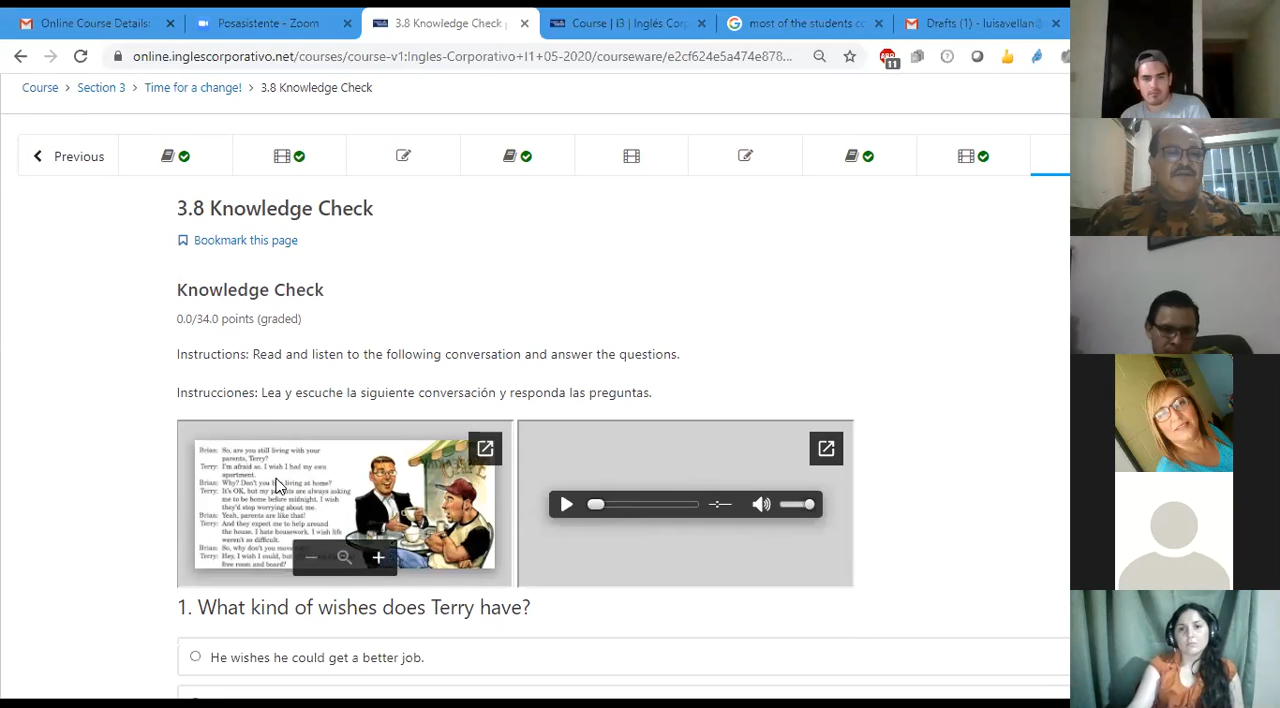 Online Course Details:
Posasistente - Zoom
3.8 Knowledge Check
Course | i3 | Inglés Cor
most of the students c
Drafts (1) - luisavellan
online.inglescorporativo.net/courses/course-v1:Ingles-Corporativo+I1+05-2020/courseware/e2cf624e5a474e878...
11
Course > Section 3 > Time for a change! > 3.8 Knowledge Check
Previous
3.8 Knowledge Check
Bookmark this page
Knowledge Check
0.0/34.0 points (graded)
Instructions: Read and listen to the following conversation and answer the questions.
Instrucciones: Lea y escuche la siguiente conversación y responda las preguntas.
Brian: So, are you still living with your
parents, Terry?
Terry: I'm afraid so. I wish I had my own
apartment.
Brian: Why? Don't you living at home?
Terry: It's OK, but my are always asking
me to be home before midnight. I wish
they'd stop worrying about me.
Brian: Yeah, parents are like that!
Terry: And they expect me to help around
the house. I hate housework. I wish life
weren't so difficult.
Brian: So, why don't you
Terry: Hey, I wish I could, but
free room and board?
1. What kind of wishes does Terry have?
He wishes he could get a better job.